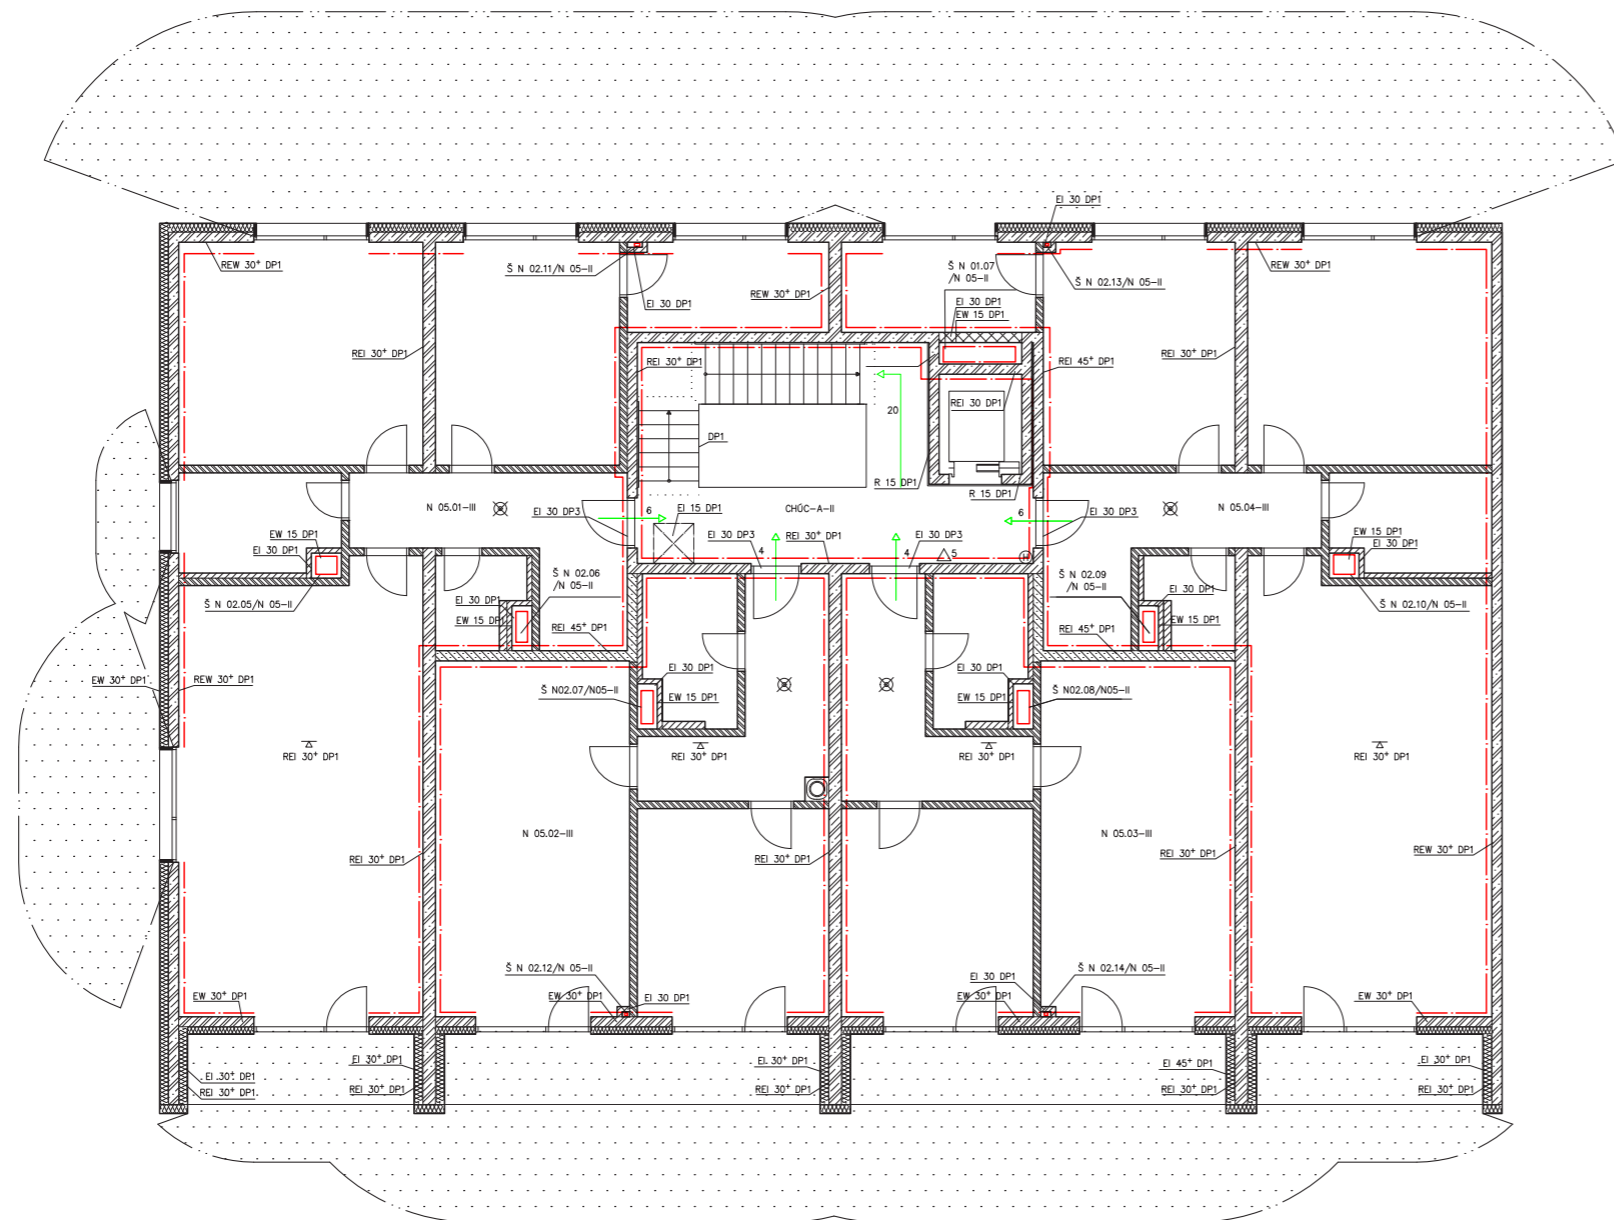 EI 30 DP1
REW 30⁺ DP1
Š N 02.11/N 05-II
Š N 01.07
/N 05-II
Š N 02.13/N 05-II
REW 30⁺ DP1
EI 30 DP1
REW 30⁺ DP1
EI 30 DP1
EW 15 DP1
REI 30⁺ DP1
REI 30⁺ DP1
REI 45⁺ DP1
REI 30⁺ DP1
REI 30 DP1
20
DP1
R 15 DP1
R 15 DP1
N 05.01-III
6
EI 15 DP1
CHÚC-A-II
6
N 05.04-III
EI 30 DP3
EI 30 DP3
REI 30⁺ DP1
EI 30 DP3
EI 30 DP3
4
4
5
H
EW 15 DP1
EI 30 DP1
EW 15 DP1
EI 30 DP1
Š N 02.06
/N 05-II
Š N 02.09
/N 05-II
Š N 02.05/N 05-II
EI 30 DP1
EW 15 DP1
REI 45⁺ DP1
REI 45⁺ DP1
EI 30 DP1
EW 15 DP1
Š N 02.10/N 05-II
EW 30⁺ DP1
REW 30⁺ DP1
Š N02.07/N05-II
EI 30 DP1
EW 15 DP1
EI 30 DP1
EW 15 DP1
Š N02.08/N05-II
REI 30⁺ DP1
REI 30⁺ DP1
REI 30⁺ DP1
REI 30⁺ DP1
N 05.02-III
N 05.03-III
REI 30⁺ DP1
REI 30⁺ DP1
REI 30⁺ DP1
REW 30⁺ DP1
Š N 02.12/N 05-II
EI 30 DP1
Š N 02.14/N 05-II
EW 30⁺ DP1
EW 30⁺ DP1
EI 30 DP1
EW 30⁺ DP1
EW 30⁺ DP1
EI 30⁺ DP1
REI 30⁺ DP1
EI 30⁺ DP1
REI 30⁺ DP1
EI 30⁺ DP1
REI 30⁺ DP1
EI 45⁺ DP1
REI 30⁺ DP1
EI 30⁺ DP1
REI 30⁺ DP1